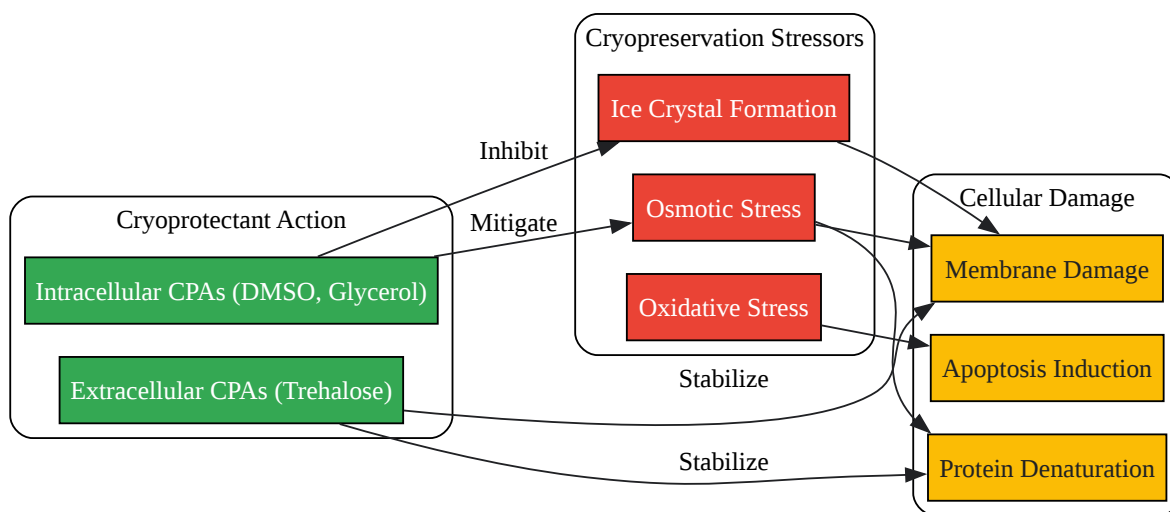 Cryopreservation Stressors
Ice Crystal Formation
Inhibit
Osmotic Stress
Mitigate
Oxidative Stress
Cryoprotectant Action
Intracellular CPAs (DMSO, Glycerol)
Extracellular CPAs (Trehalose)
Stabilize
Stabilize
Cellular Damage
Membrane Damage
Apoptosis Induction
Protein Denaturation